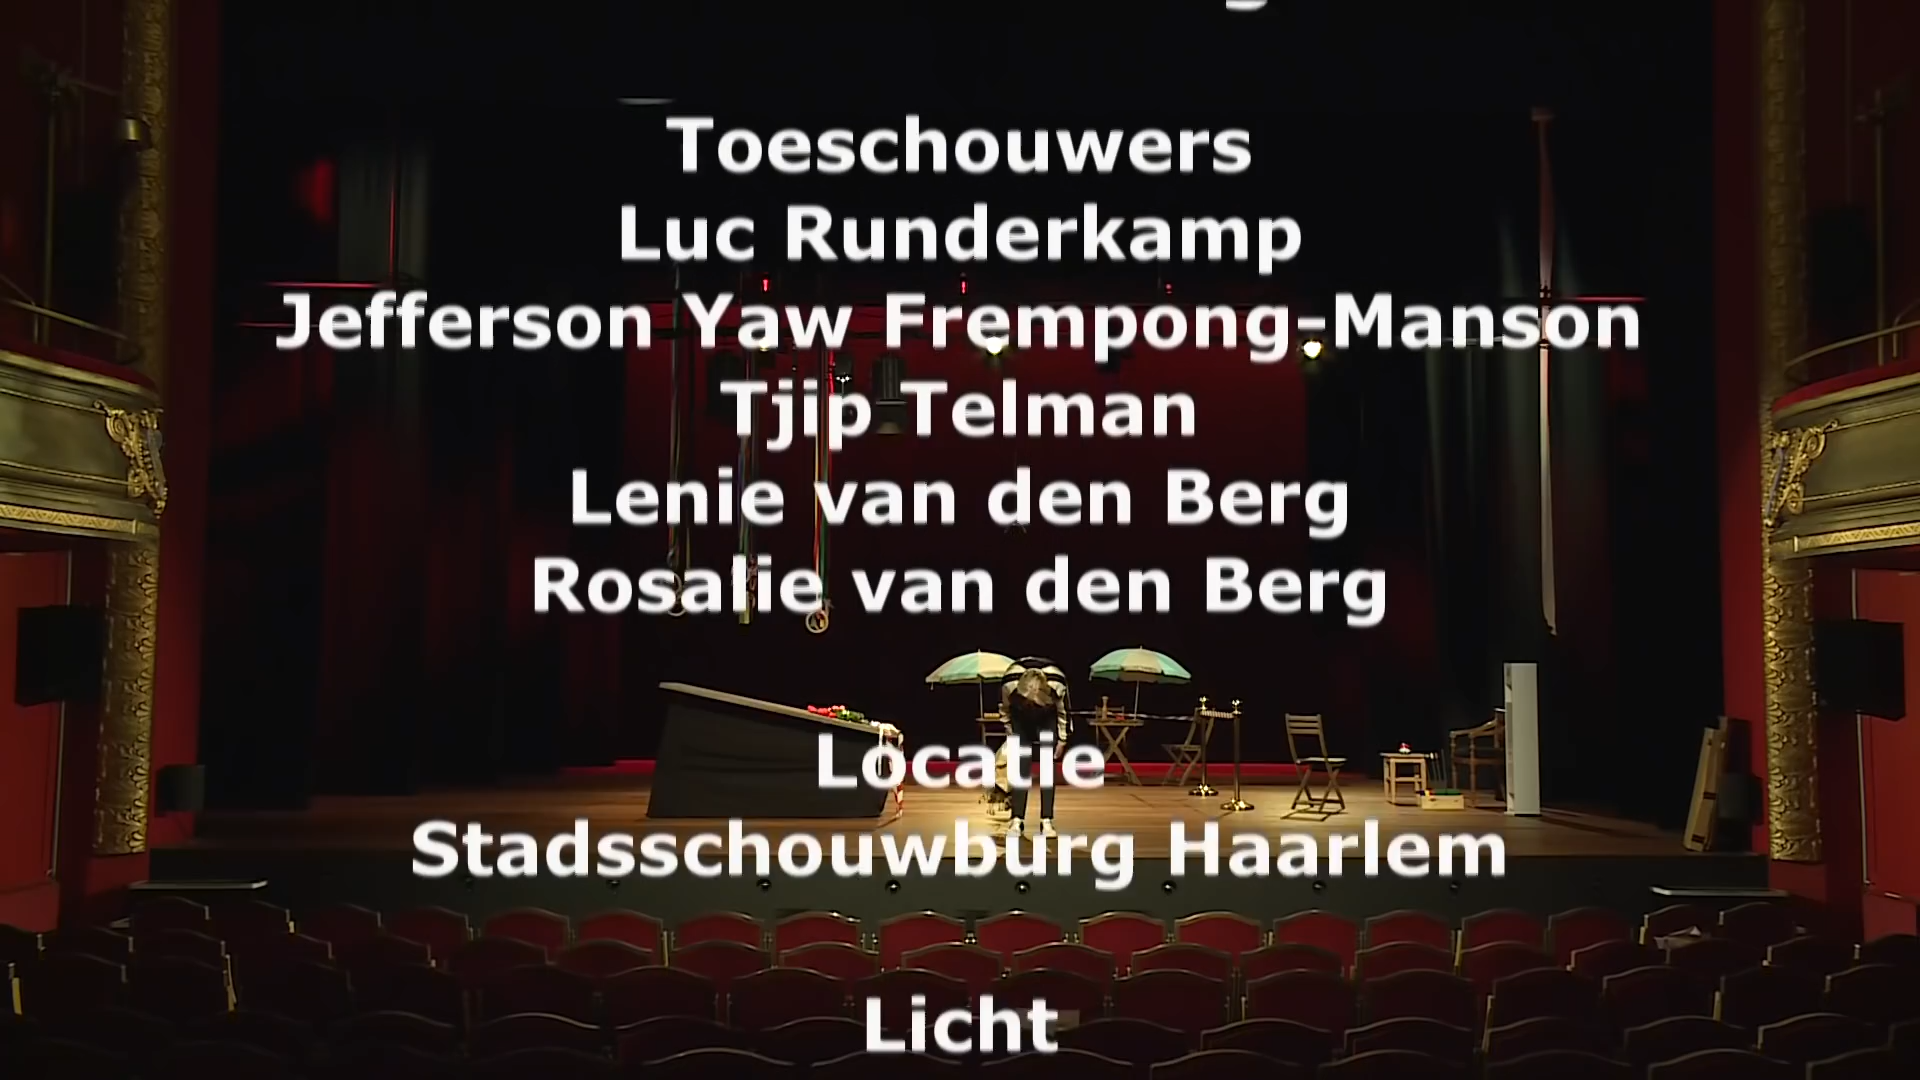 Toeschouwers
Luc Runderkamp
Jefferson Yaw Frempong-Manson
Tjip Telman
Lenie van den Berg
Rosalie van den Berg
Locatie
Stadsschouwburg Haarlem
Licht